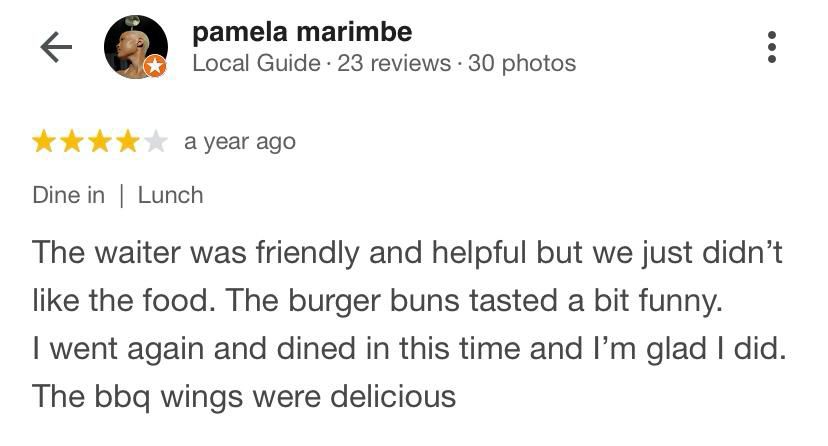 pamela marimbe
Local Guide · 23 reviews · 30 photos
a year ago
Dine in | Lunch
The waiter was friendly and helpful but we just didn’t
like the food. The burger buns tasted a bit funny.
I went again and dined in this time and I’m glad I did.
The bbq wings were delicious